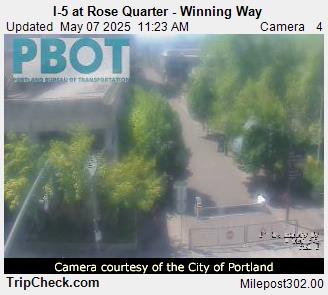 I-5 at Rose Quarter - Winning Way
Updated May 07 2025 11:23 AM Camera 4
PBOT
PORTLAND BUREAU OF TRANSPORTATION
Camera courtesy of the City of Portland
TripCheck.com Milepost302.00